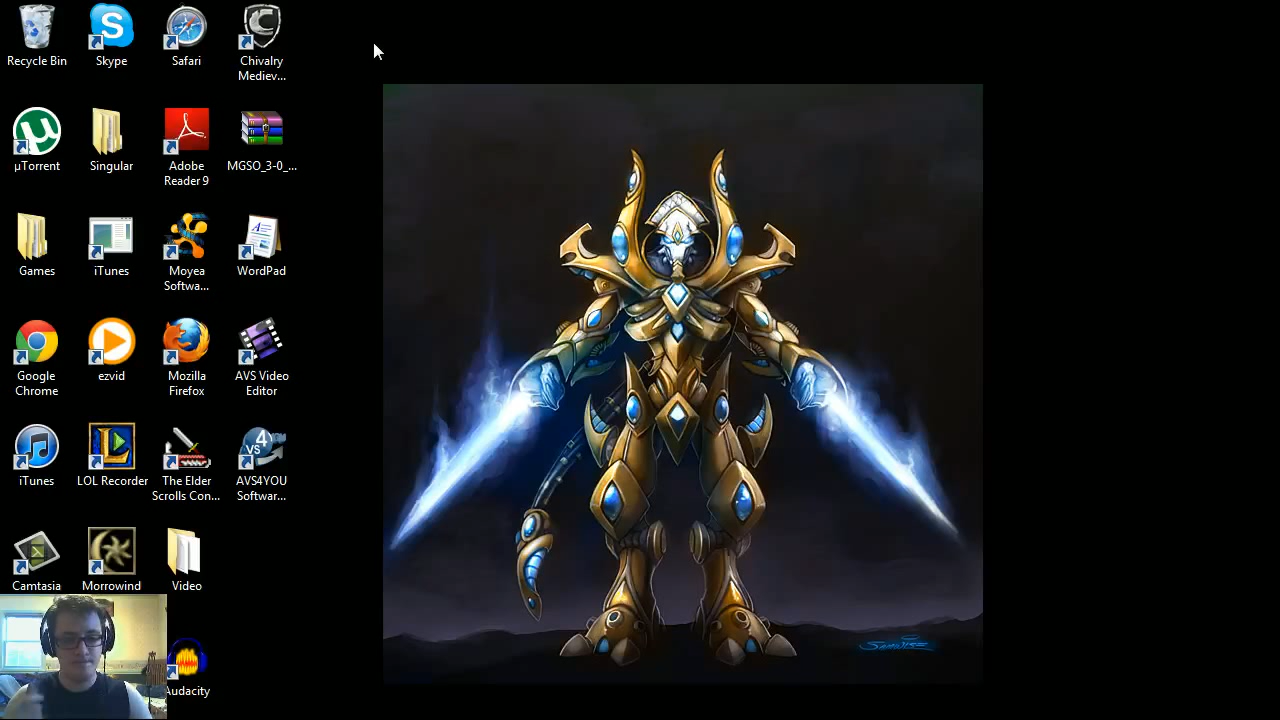 Recycle Bin
Skype
Safari
Chivalry
Mediev...
µTorrent
Singular
Adobe
Reader 9
MGSO_3-0_...
Games
iTunes
Moyea
Softwa...
WordPad
Google
Chrome
ezvid
Mozilla
Firefox
AVS Video
Editor
iTunes
LOL Recorder
The Elder
Scrolls Con...
4
VS
AVS4YOU
Softwar...
Camtasia
Morrowind
Video
Audacity